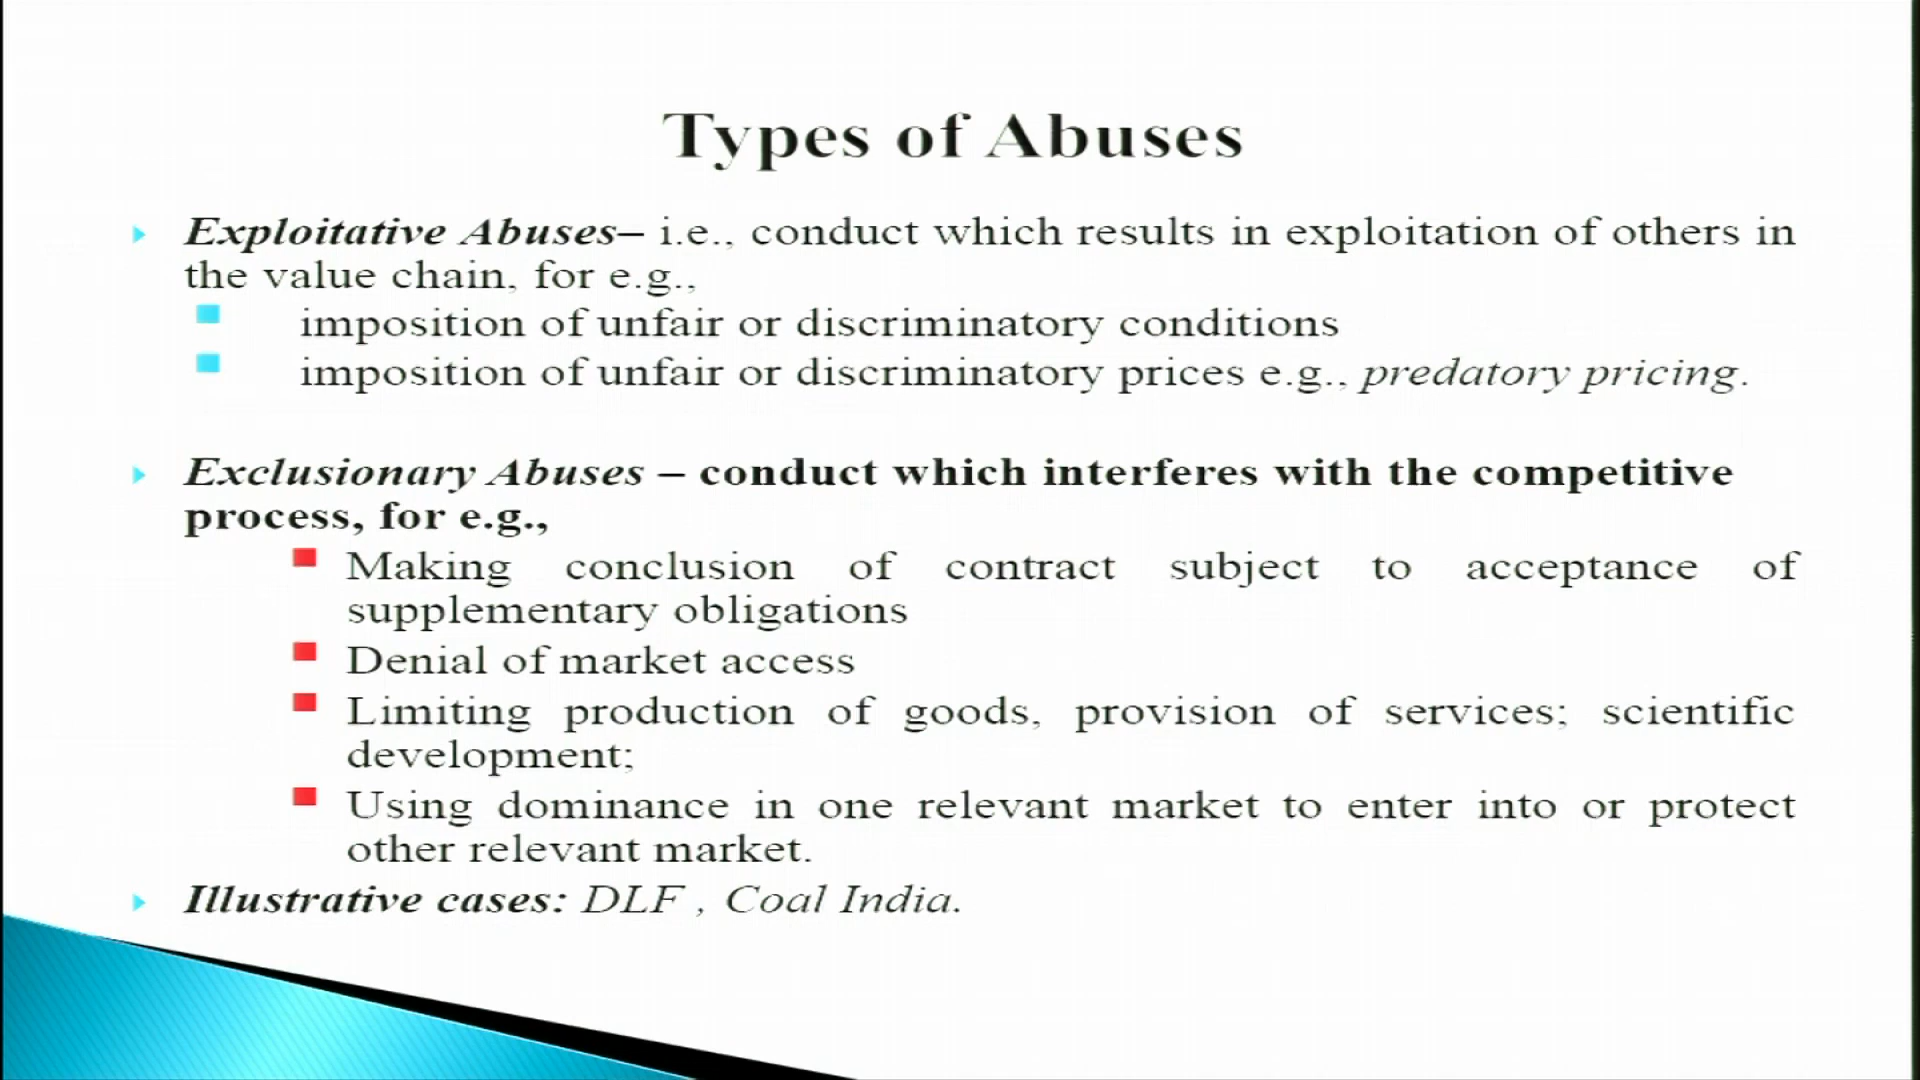 Types of Abuses
Exploitative Abuses– i.e., conduct which results in exploitation of others in
the value chain, for e.g.,
imposition of unfair or discriminatory conditions
imposition of unfair or discriminatory prices e.g., predatory pricing.
Exclusionary Abuses – conduct which interferes with the competitive
process, for e.g.,
Making conclusion of contract subject to acceptance of
supplementary obligations
Denial of market access
Limiting production of goods, provision of services; scientific
development;
Using dominance in one relevant market to enter into or protect
other relevant market.
Illustrative cases: DLF , Coal India.